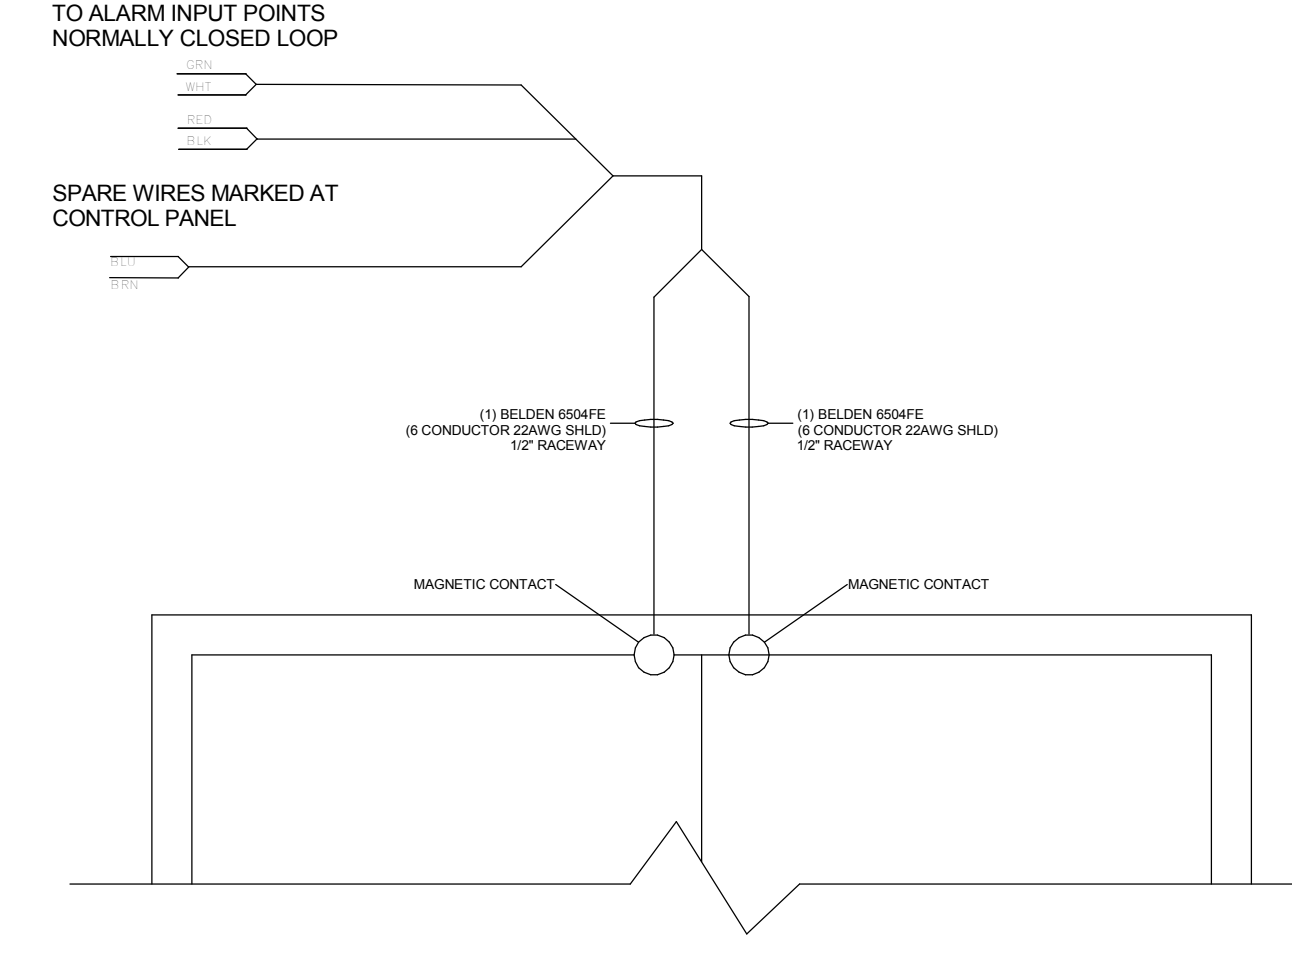 TO ALARM INPUT POINTS
NORMALLY CLOSED LOOP
GRN
WHT
RED
BLK
SPARE WIRES MARKED AT
CONTROL PANEL
BLU
BRN
(1) BELDEN 6504FE
(6 CONDUCTOR 22AWG SHLD)
1/2" RACEWAY
(1) BELDEN 6504FE
(6 CONDUCTOR 22AWG SHLD)
1/2" RACEWAY
MAGNETIC CONTACT
MAGNETIC CONTACT